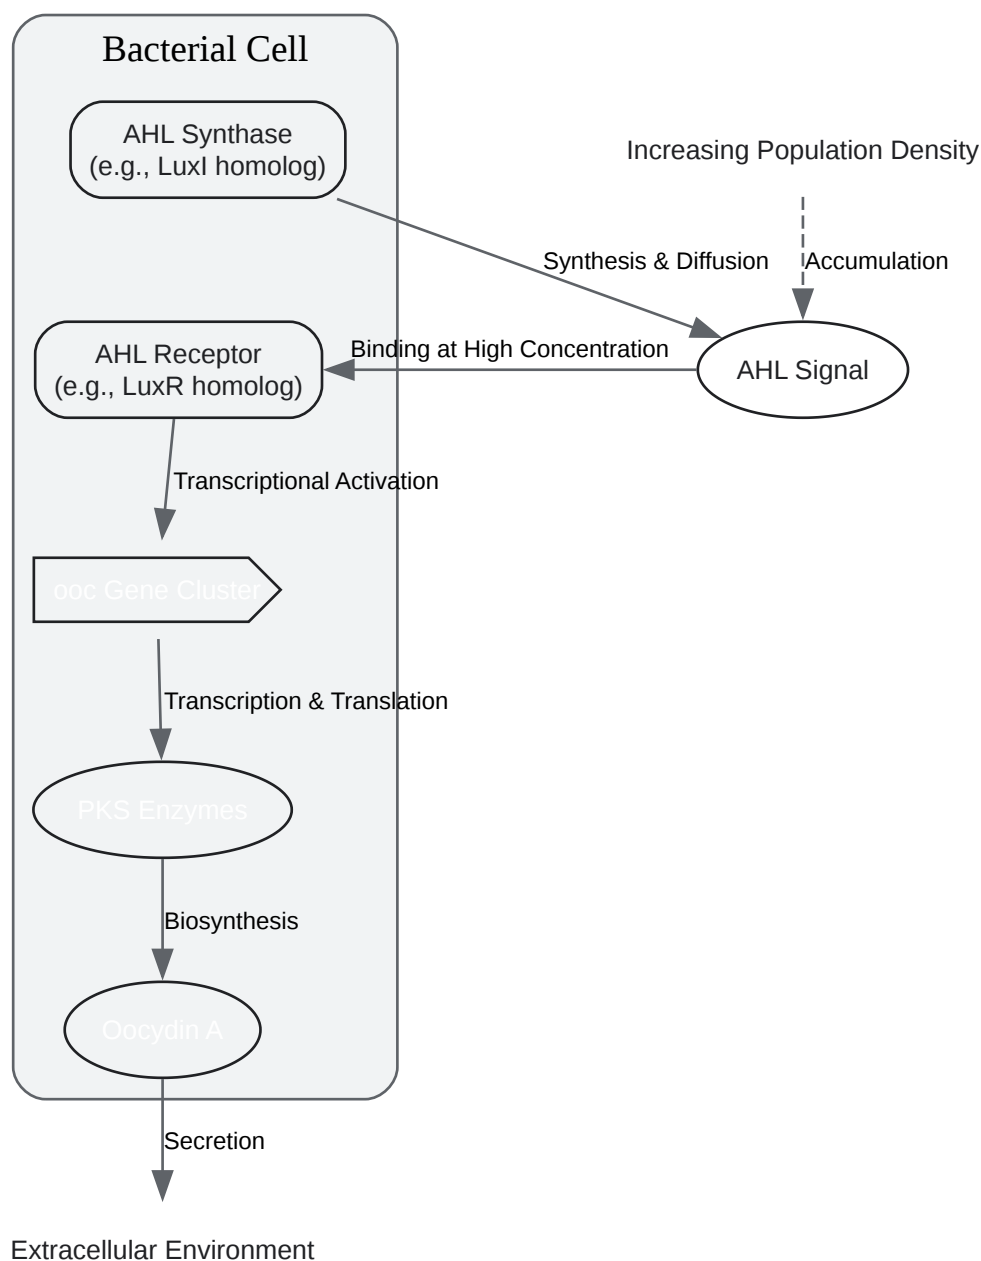 Bacterial Cell
AHL Synthase
(e.g., LuxI homolog)
Increasing Population Density
Synthesis & Diffusion
Accumulation
AHL Receptor
(e.g., LuxR homolog)
Binding at High Concentration
AHL Signal
Transcriptional Activation
ooc Gene Cluster
Transcription & Translation
PKS Enzymes
Biosynthesis
Oocydin A
Secretion
Extracellular Environment